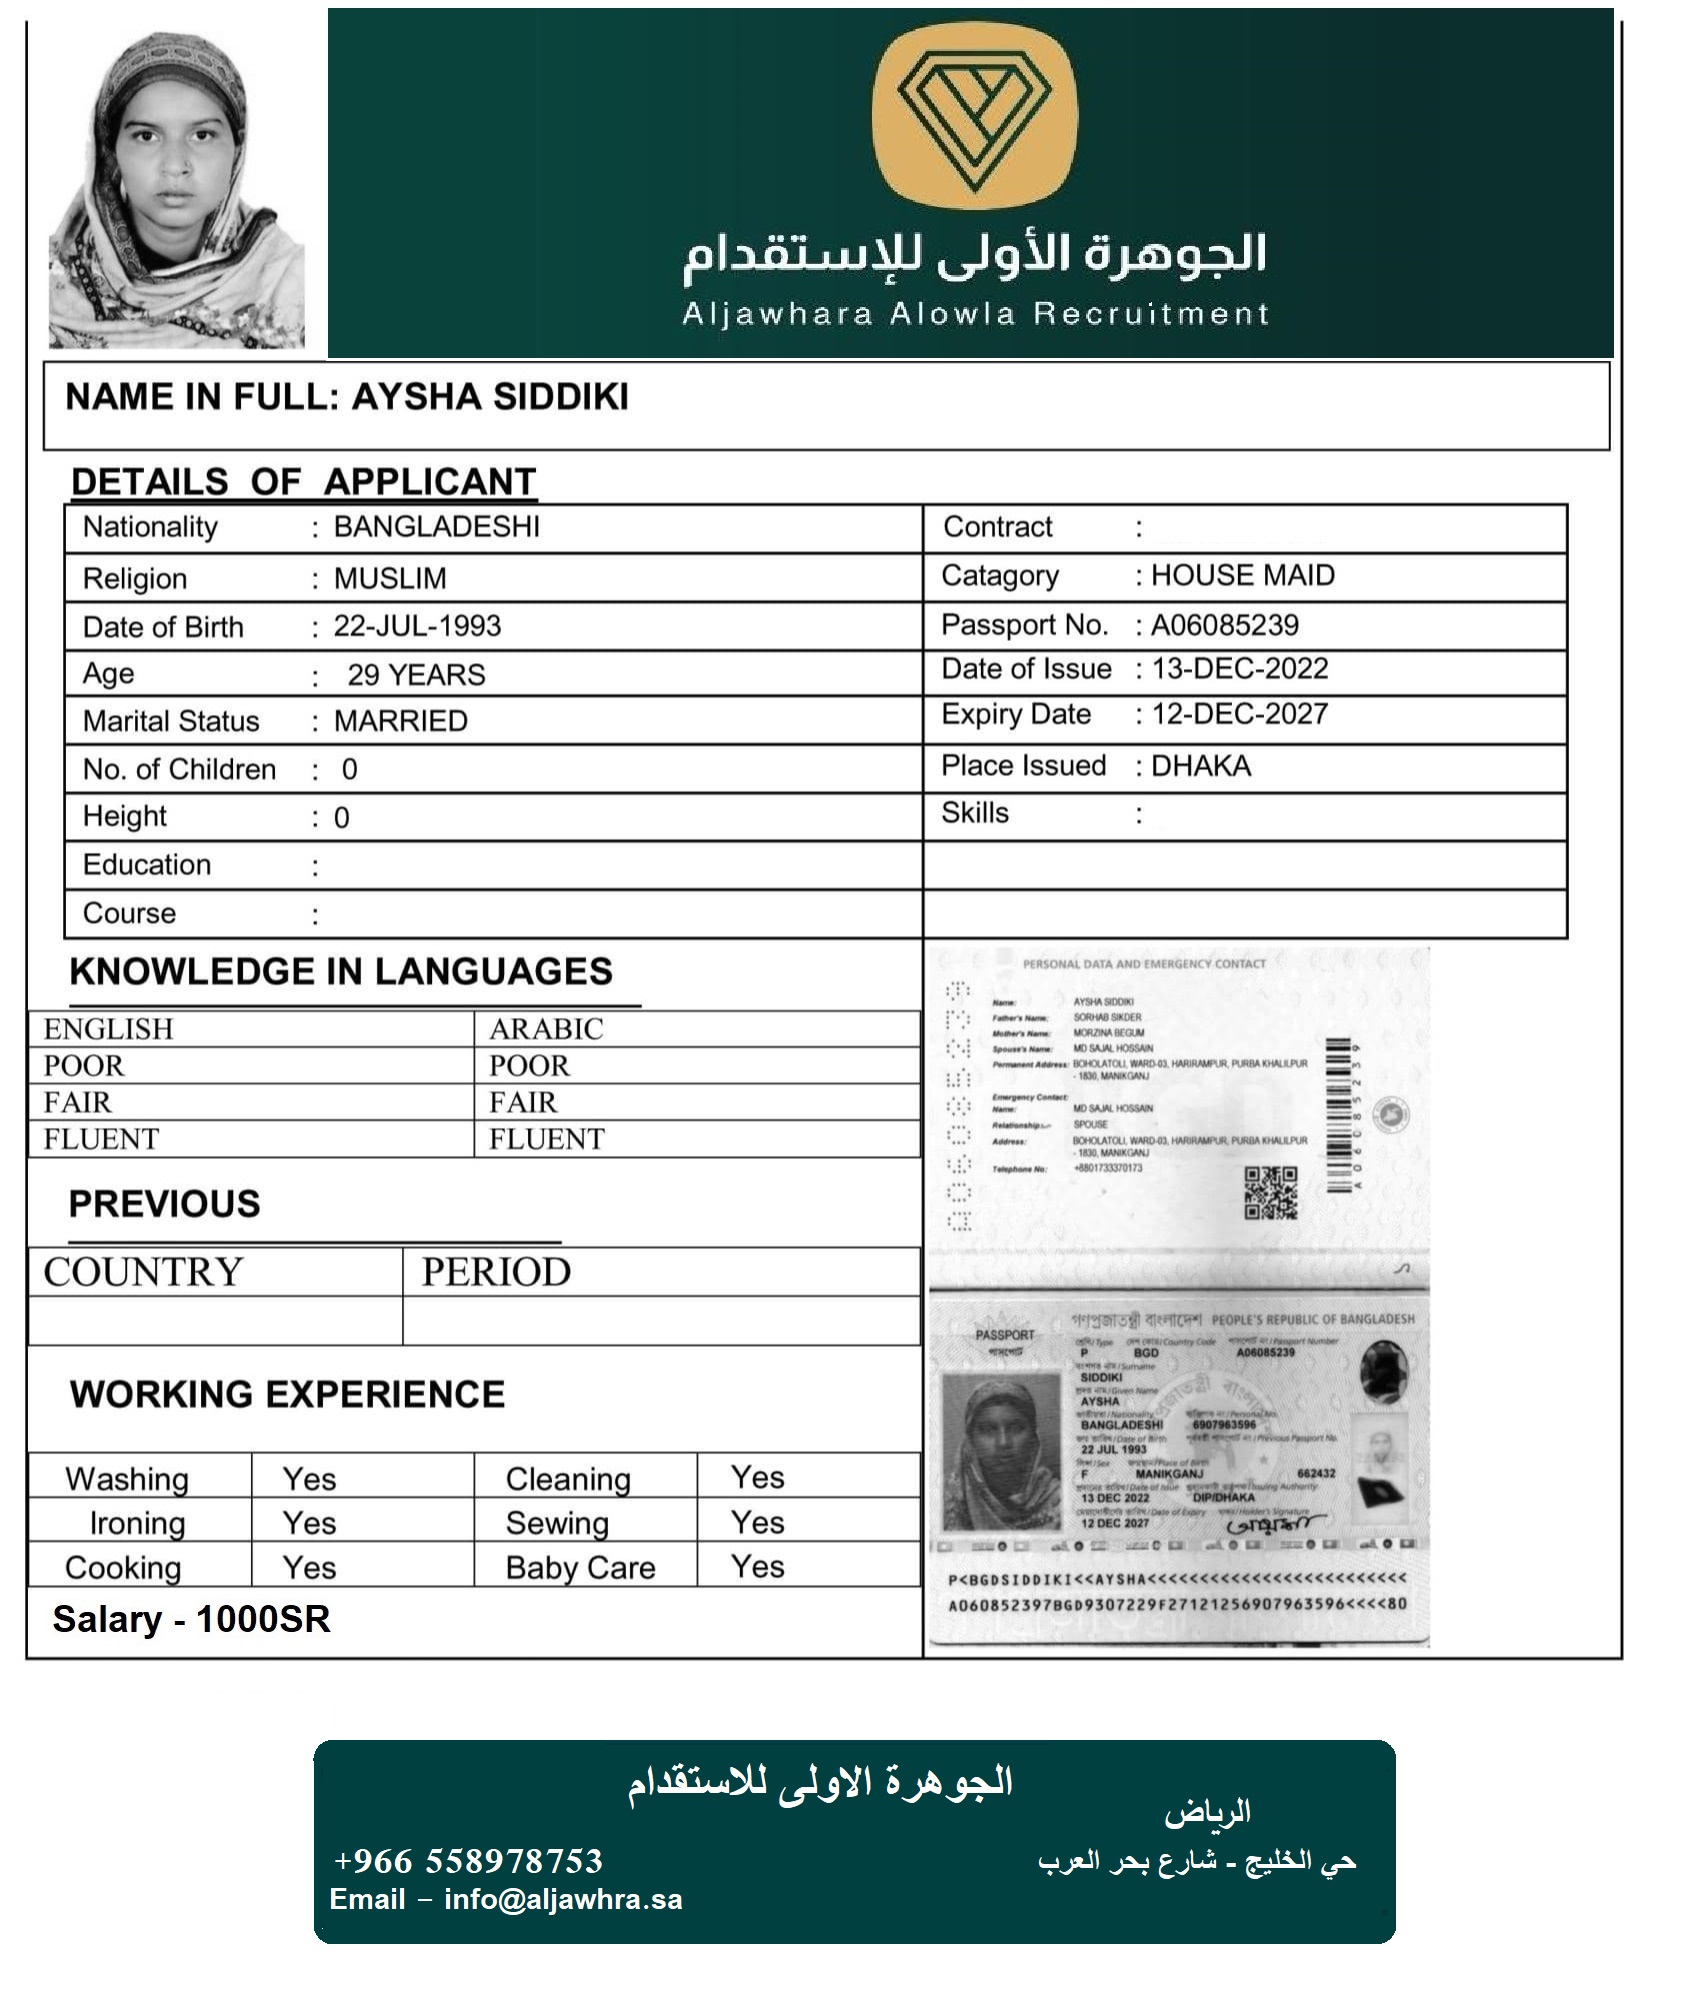 الجوهرة الأولى للإستقدام
Aljawhara Alowla Recruitment
NAME IN FULL: AYSHA SIDDIKI
DETAILS OF APPLICANT
Nationality : BANGLADESHI
Contract :
Religion : MUSLIM
Catagory : HOUSE MAID
Date of Birth : 22-JUL-1993
Passport No. : A06085239
Age : 29 YEARS
Date of Issue : 13-DEC-2022
Marital Status : MARRIED
Expiry Date : 12-DEC-2027
No. of Children : 0
Place Issued : DHAKA
Height : 0
Skills :
Education :
Course :
KNOWLEDGE IN LANGUAGES
ENGLISH ARABIC
POOR POOR
FAIR FAIR
FLUENT FLUENT
PREVIOUS
COUNTRY PERIOD
WORKING EXPERIENCE
Washing Yes Cleaning Yes
Ironing Yes Sewing Yes
Cooking Yes Baby Care Yes
Salary - 1000SR
PERSONAL DATA AND EMERGENCY CONTACT
Name: AYSHA SIDDIKI
Father's Name: SORHAB SIKDER
Mother's Name: MORZINA BEGUM
Spouse's Name: MD SAJAL HOSSAIN
Permanent Address: BOHOLATOLI, WARD-03, HARIRAMPUR, PURBA KHALILPUR
- 1830, MANIKGANJ
Emergency Contact:
Name: MD SAJAL HOSSAIN
Relationship: SPOUSE
Address: BOHOLATOLI, WARD-03, HARIRAMPUR, PURBA KHALILPUR
- 1830, MANIKGANJ
Telephone No: +8801733370173
A06085239
গণপ্রজাতন্ত্রী বাংলাদেশ PEOPLE'S REPUBLIC OF BANGLADESH
PASSPORT
পাসপোর্ট
Type Country Code Passport Number
P BGD A06085239
Surname
SIDDIKI
Given Name
AYSHA
Nationality Personal No.
BANGLADESHI 6907963596
Date of Birth Previous Passport No.
22 JUL 1993
Sex Place of Birth
F MANIKGANJ 662432
Date of Issue Issuing Authority
13 DEC 2022 DIP/DHAKA
Date of Expiry Holder's Signature
12 DEC 2027
P<BGDSIDDIKI<<AYSHA<<<<<<<<<<<<<<<<<<<<<<<<<
A060852397BGD9307229F27121256907963596<<<<80
الجوهرة الاولى للاستقدام
الرياض
حي الخليج - شارع بحر العرب
+966 558978753
Email – info@aljawhra.sa